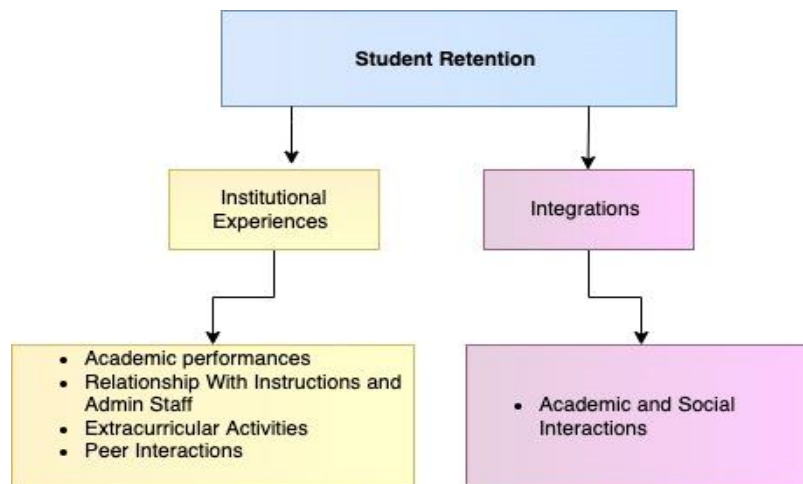 Student Retention
Institutional
Experiences
Integrations
• Academic performances
• Relationship With Instructions and
Admin Staff
• Extracurricular Activities
• Peer Interactions
• Academic and Social
Interactions